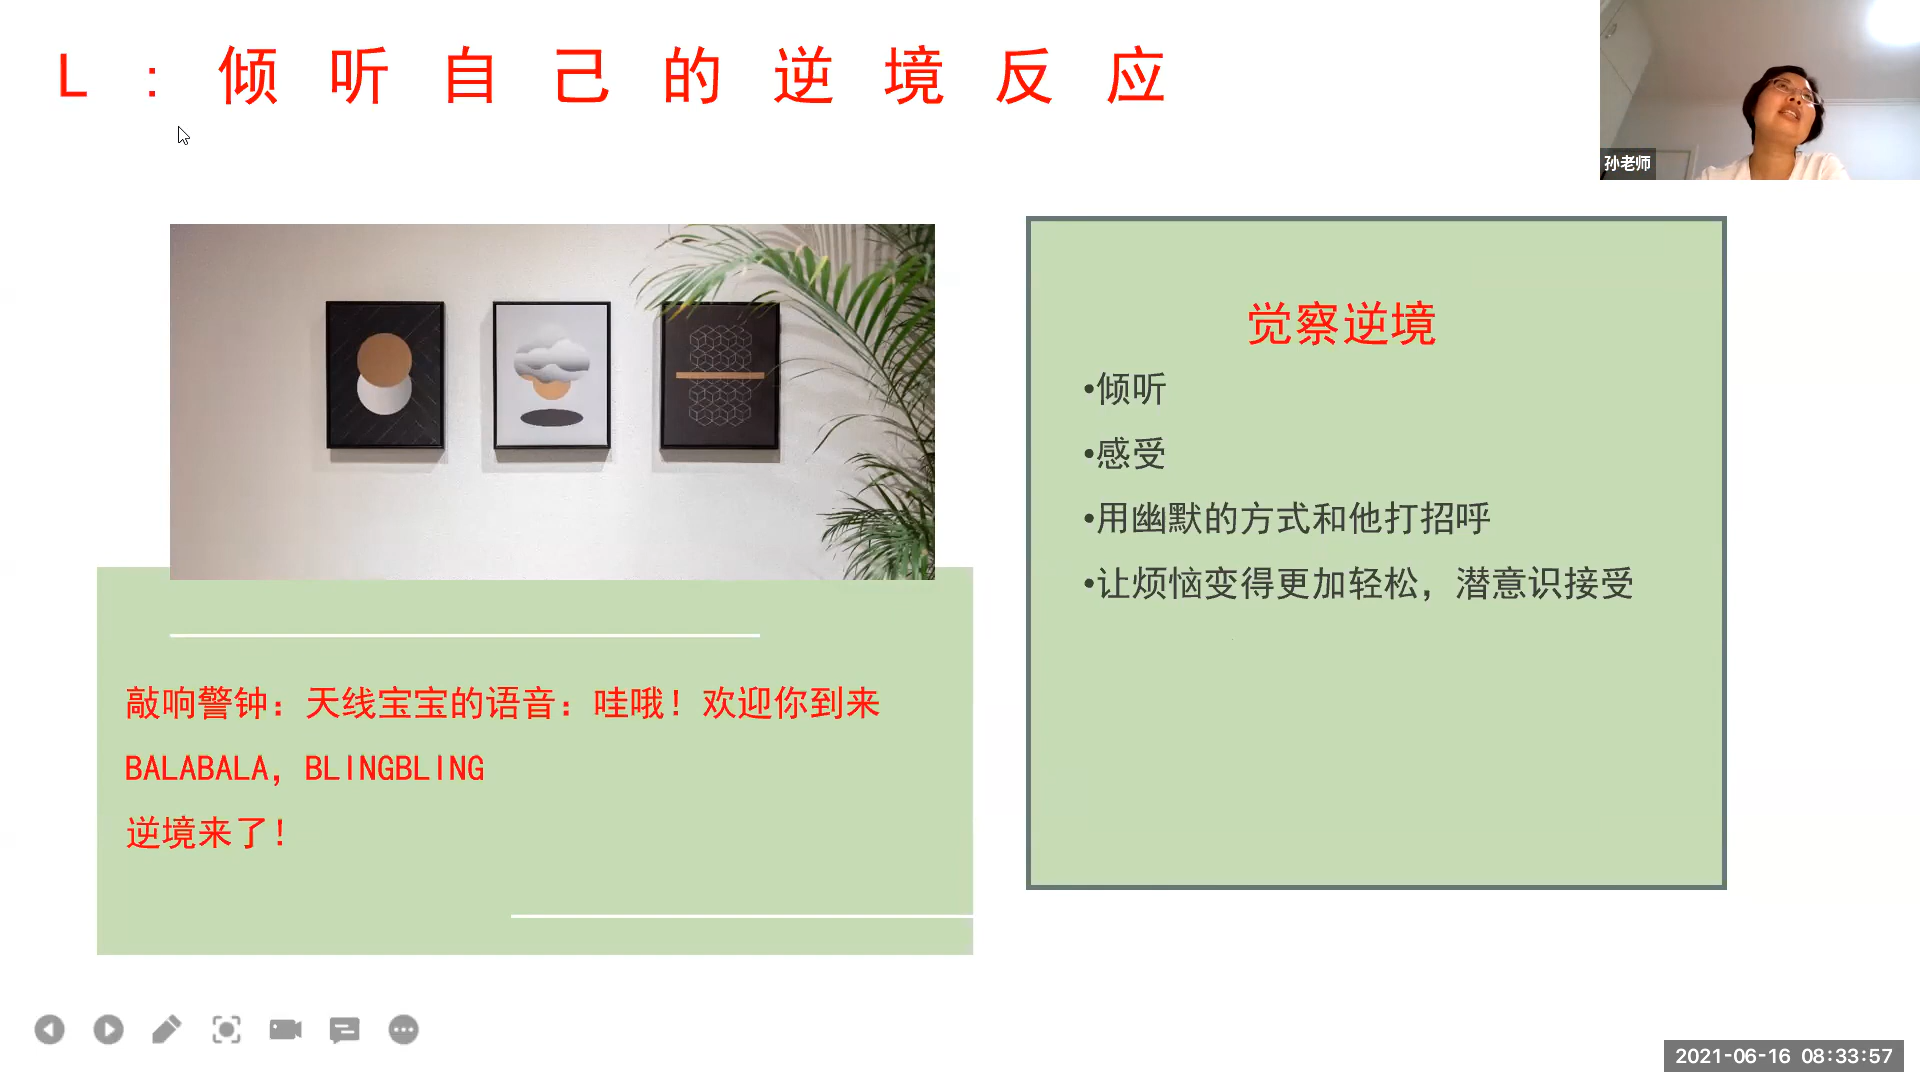 L：倾听自己的逆境反应
孙老师
觉察逆境
•倾听
•感受
•用幽默的方式和他打招呼
•让烦恼变得更加轻松，潜意识接受
敲响警钟：天线宝宝的语音：哇哦！欢迎你到来
BALABALA，BLINGBLING
逆境来了！
2021-06-16 08:33:57